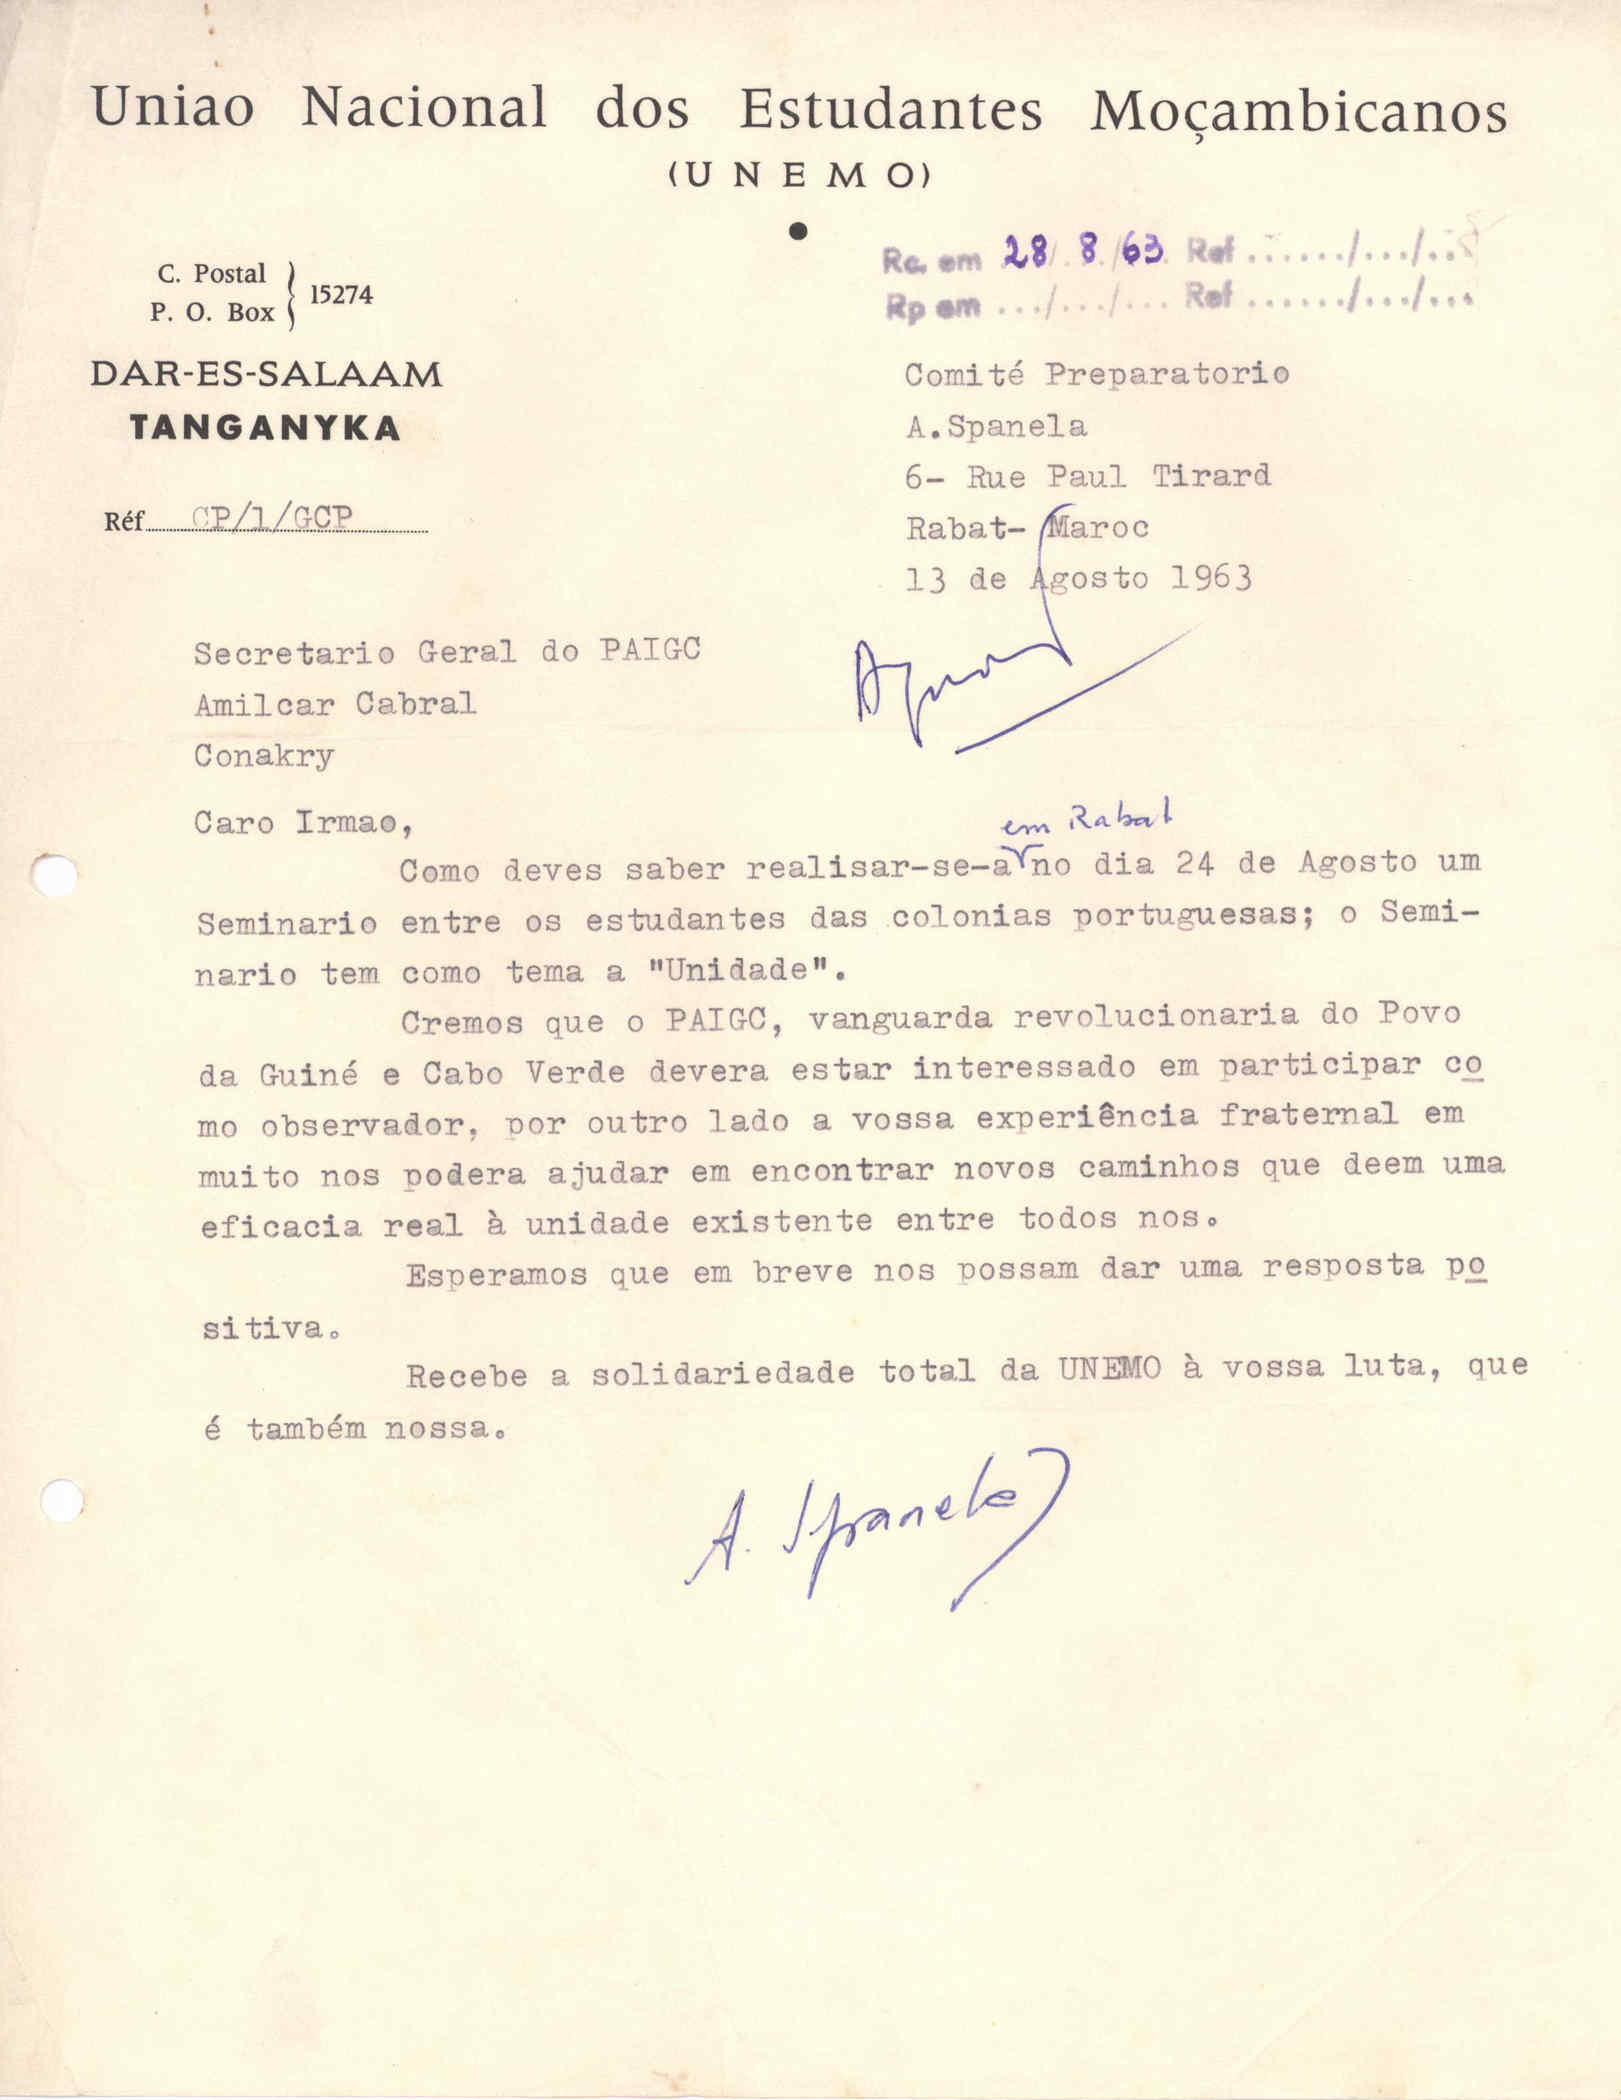 Uniao Nacional dos Estudantes Moçambicanos
(U N E M O)
Rc. em 28/.8./63. Ref ....../.../...
Rp em .../.../... Ref ....../.../...
C. Postal
P. O. Box } 15274
DAR-ES-SALAAM
TANGANYKA
Réf. CP/1/GCP
Comité Preparatorio
A.Spanela
6- Rue Paul Tirard
Rabat- Maroc
13 de Agosto 1963
Secretario Geral do PAIGC
Amilcar Cabral
Conakry
Caro Irmao,
em Rabat
Como deves saber realisar-se-a no dia 24 de Agosto um
Seminario entre os estudantes das colonias portuguesas; o Semi-
nario tem como tema a "Unidade".
Cremos que o PAIGC, vanguarda revolucionaria do Povo
da Guiné e Cabo Verde devera estar interessado em participar co
mo observador, por outro lado a vossa experiência fraternal em
muito nos podera ajudar em encontrar novos caminhos que deem uma
eficacia real à unidade existente entre todos nos.
Esperamos que em breve nos possam dar uma resposta po
sitiva.
Recebe a solidariedade total da UNEMO à vossa luta, que
é também nossa.
A. Spanela